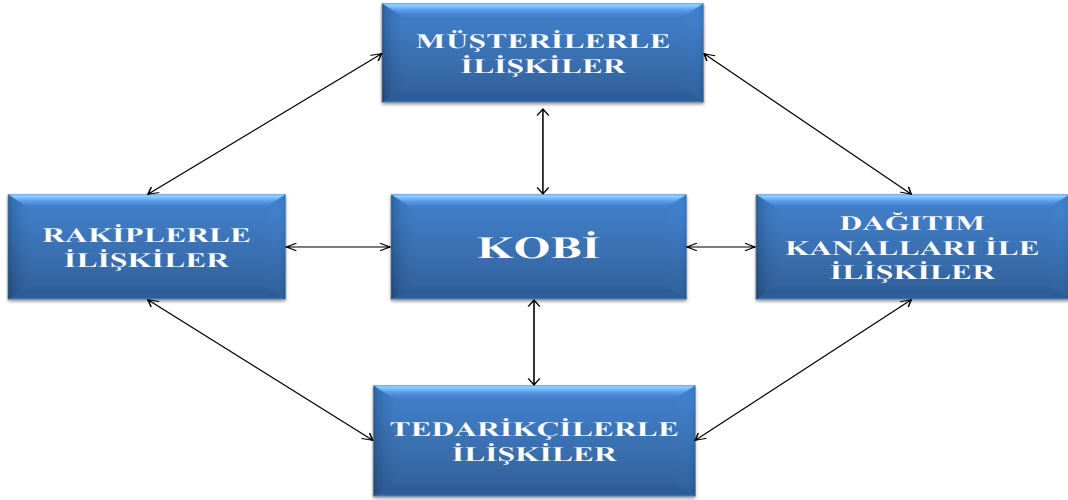 MÜŞTERİLERLE
İLİŞKİLER
RAKİPLERLE
İLİŞKİLER
KOBİ
DAĞITIM
KANALLARI İLE
İLİŞKİLER
TEDARİKÇİLERLE
İLİŞKİLER